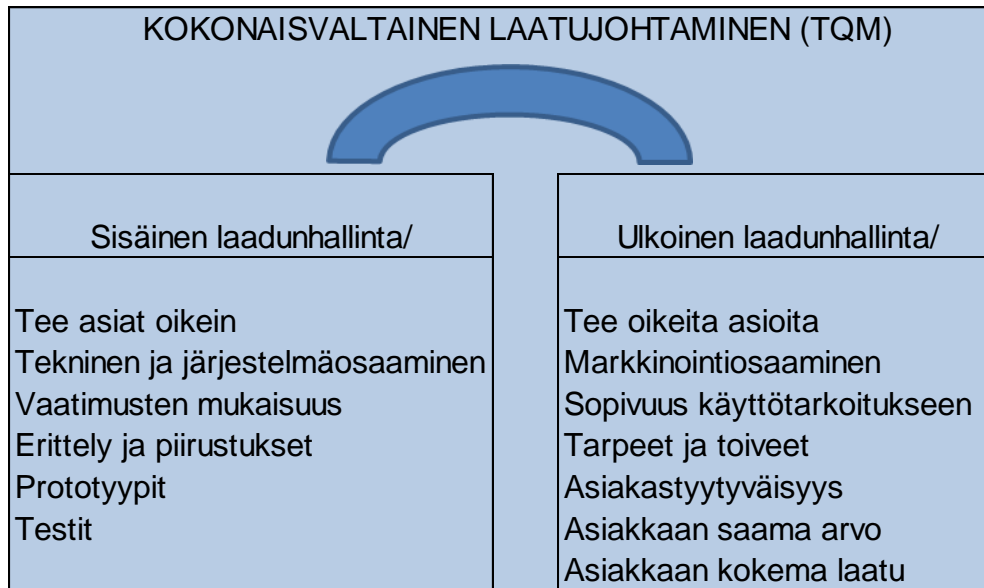 KOKONAISVALTAINEN LAATUJOHTAMINEN (TQM)
Sisäinen laadunhallinta/
Tee asiat oikein
Tekninen ja järjestelmäosaaminen
Vaatimusten mukaisuus
Erittely ja piirustukset
Prototyypit
Testit
Ulkoinen laadunhallinta/
Tee oikeita asioita
Markkinointiosaaminen
Sopivuus käyttötarkoitukseen
Tarpeet ja toiveet
Asiakastyytyväisyys
Asiakkaan saama arvo
Asiakkaan kokema laatu